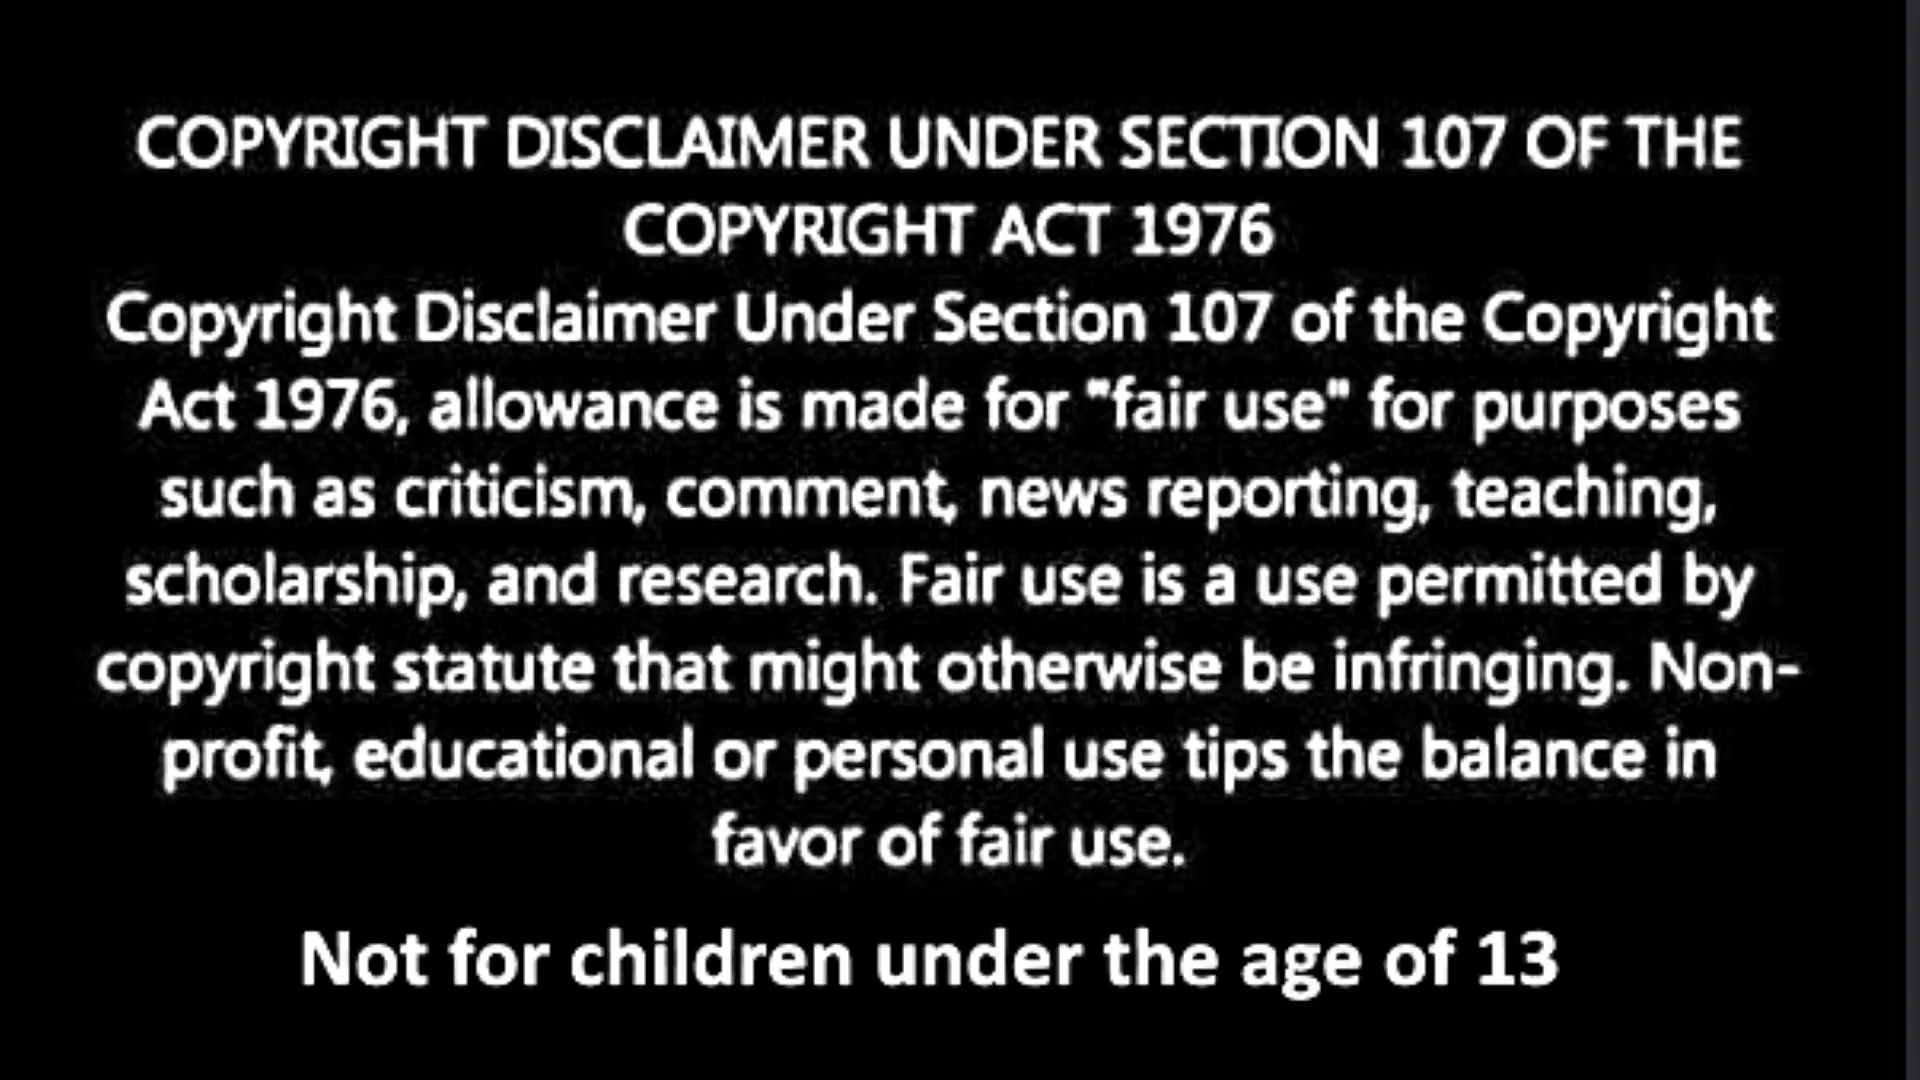 COPYRIGHT DISCLAIMER UNDER SECTION 107 OF THE
COPYRIGHT ACT 1976
Copyright Disclaimer Under Section 107 of the Copyright
Act 1976, allowance is made for "fair use" for purposes
such as criticism, comment, news reporting, teaching,
scholarship, and research. Fair use is a use permitted by
copyright statute that might otherwise be infringing. Non-
profit, educational or personal use tips the balance in
favor of fair use.
Not for children under the age of 13